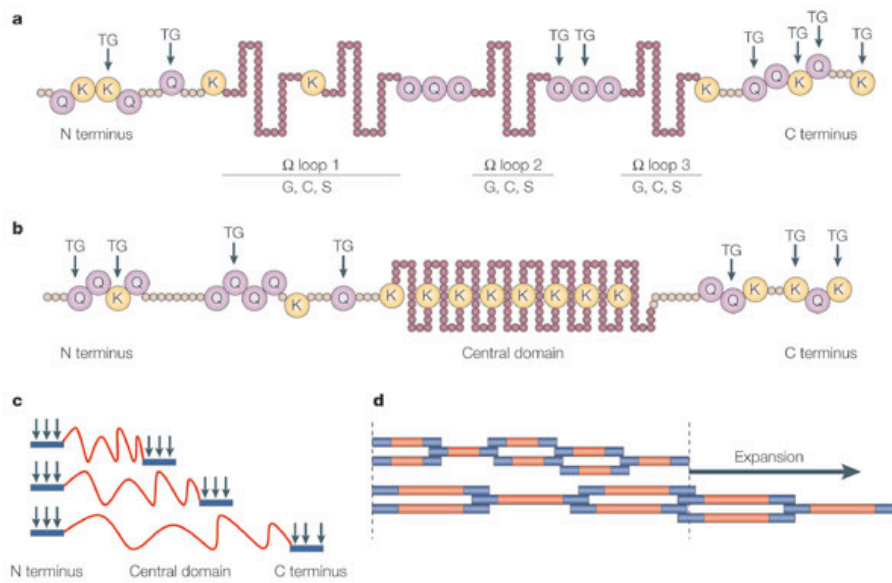 a
TG TG TG TG TG TG TG TG
Q K K Q Q K K Q Q Q Q Q Q K Q Q K Q K
N terminus C terminus
Ω loop 1 Ω loop 2 Ω loop 3
G, C, S G, C, S G, C, S
b
TG TG TG TG TG TG TG
Q Q K Q Q Q Q Q K Q K K K K K K K K Q Q K K Q K
N terminus Central domain C terminus
c
d
Expansion
N terminus Central domain C terminus